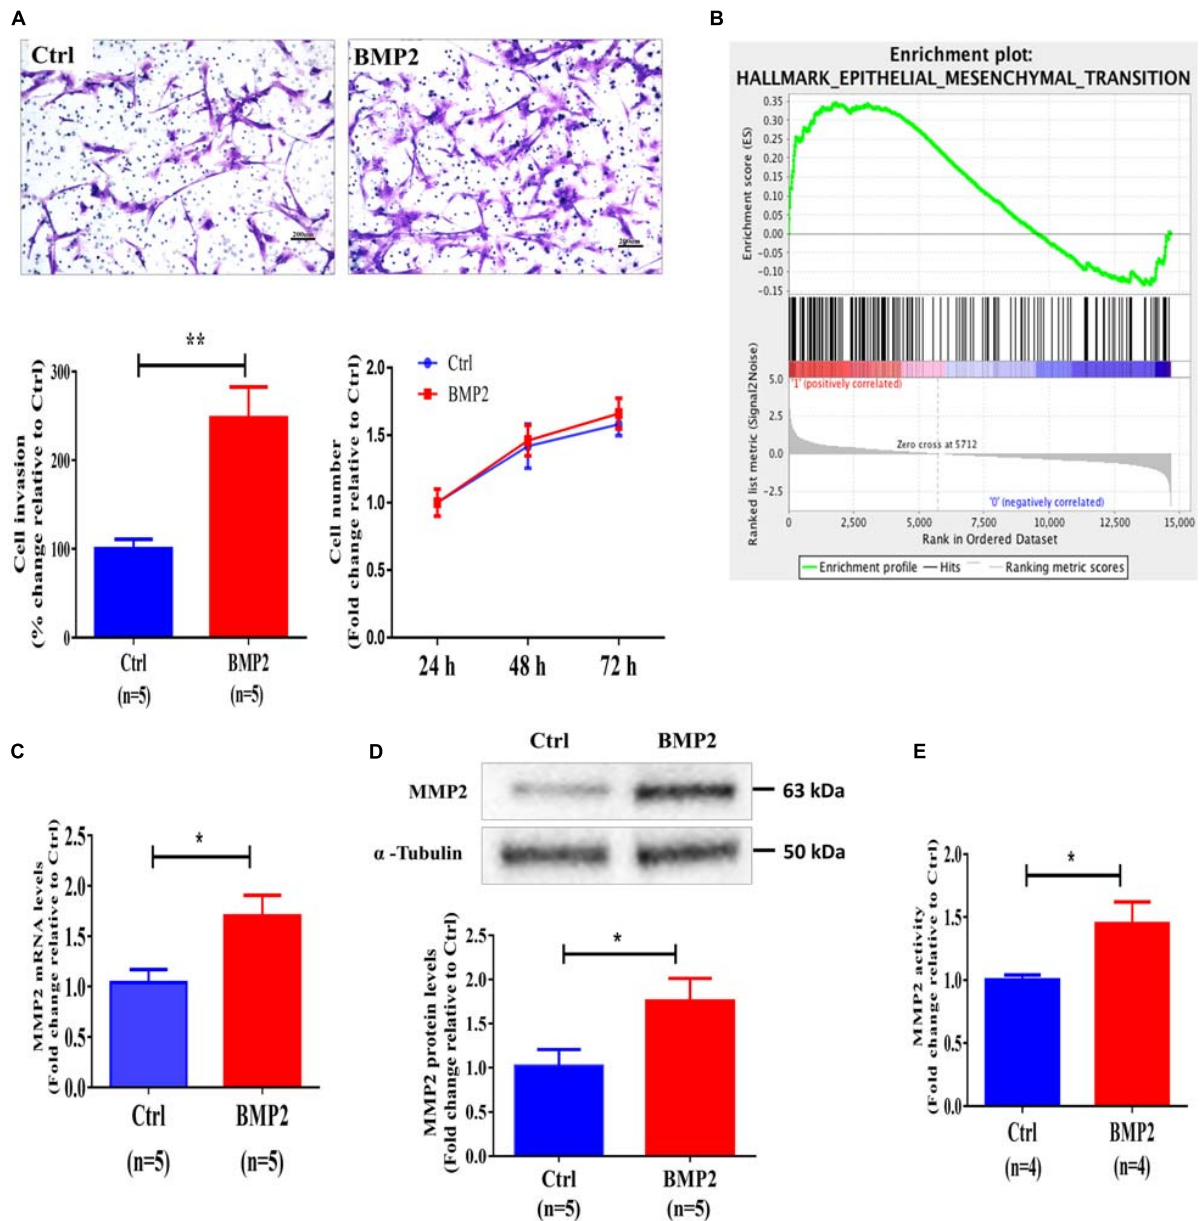 A
Ctrl
200um
BMP2
200um
Cell invasion
(% change relative to Ctrl)
300
200
100
0
**
Ctrl
(n=5)
BMP2
(n=5)
Cell number
(Fold change relative to Ctrl)
2.0
1.5
1.0
0.5
0.0
Ctrl
BMP2
24 h
48 h
72 h
B
Enrichment plot:
HALLMARK_EPITHELIAL_MESENCHYMAL_TRANSITION
Enrichment score (ES)
0.35
0.30
0.25
0.20
0.15
0.10
0.05
0.00
-0.05
-0.10
-0.15
Ranked list metric (Signal2Noise)
5.0
2.5
0.0
-2.5
'1' (positively correlated)
Zero cross at 5712
'0' (negatively correlated)
0
2,500
5,000
7,500
10,000
12,500
15,000
Rank in Ordered Dataset
Enrichment profile
Hits
Ranking metric scores
C
MMP2 mRNA levels
(Fold change relative to Ctrl)
2.5
2.0
1.5
1.0
0.5
0.0
*
Ctrl
(n=5)
BMP2
(n=5)
D
Ctrl
BMP2
MMP2
63 kDa
α -Tubulin
50 kDa
MMP2 protein levels
(Fold change relative to Ctrl)
2.5
2.0
1.5
1.0
0.5
0.0
*
Ctrl
(n=5)
BMP2
(n=5)
E
MMP2 activity
(Fold change relative to Ctrl)
2.0
1.5
1.0
0.5
0.0
*
Ctrl
(n=4)
BMP2
(n=4)